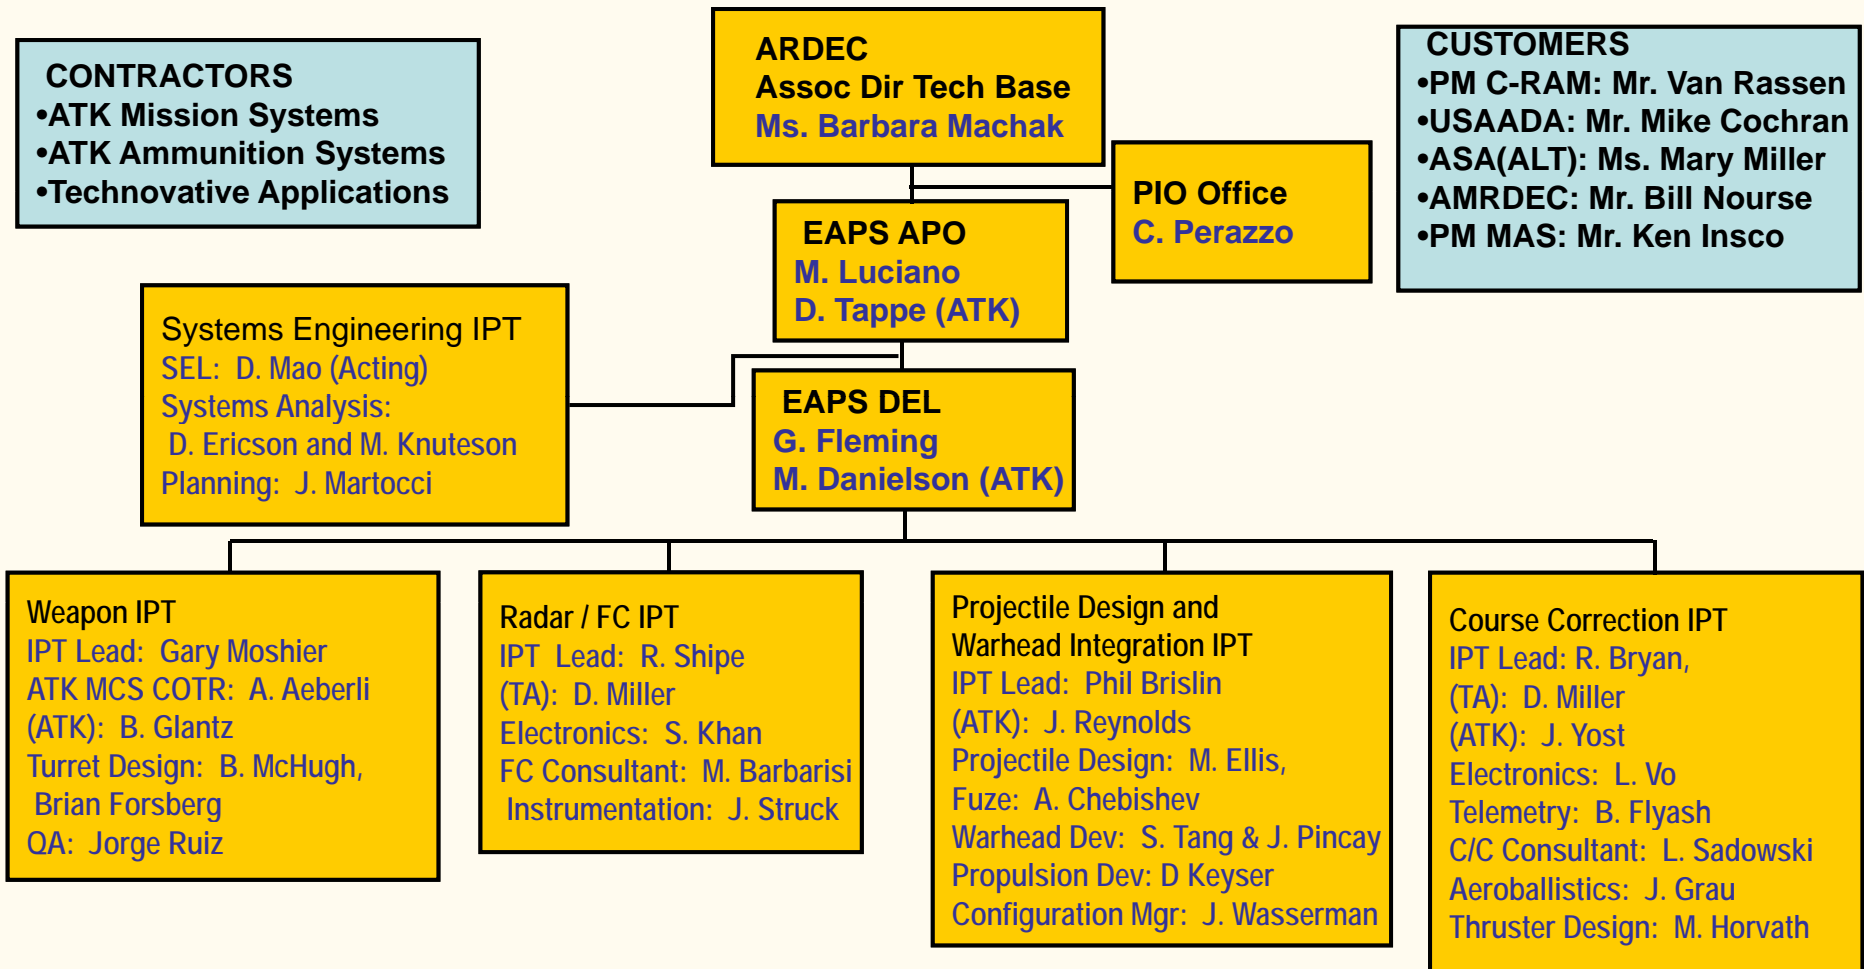 CONTRACTORS
•ATK Mission Systems
•ATK Ammunition Systems
•Technovative Applications
ARDEC
Assoc Dir Tech Base
Ms. Barbara Machak
CUSTOMERS
•PM C-RAM: Mr. Van Rassen
•USAADA: Mr. Mike Cochran
•ASA(ALT): Ms. Mary Miller
•AMRDEC: Mr. Bill Nourse
•PM MAS: Mr. Ken Insco
PIO Office
C. Perazzo
EAPS APO
M. Luciano
D. Tappe (ATK)
Systems Engineering IPT
SEL: D. Mao (Acting)
Systems Analysis:
D. Ericson and M. Knuteson
Planning: J. Martocci
EAPS DEL
G. Fleming
M. Danielson (ATK)
Weapon IPT
IPT Lead: Gary Moshier
ATK MCS COTR: A. Aeberli
(ATK): B. Glantz
Turret Design: B. McHugh,
Brian Forsberg
QA: Jorge Ruiz
Radar / FC IPT
IPT Lead: R. Shipe
(TA): D. Miller
Electronics: S. Khan
FC Consultant: M. Barbarisi
Instrumentation: J. Struck
Projectile Design and
Warhead Integration IPT
IPT Lead: Phil Brislin
(ATK): J. Reynolds
Projectile Design: M. Ellis,
Fuze: A. Chebishev
Warhead Dev: S. Tang & J. Pincay
Propulsion Dev: D Keyser
Configuration Mgr: J. Wasserman
Course Correction IPT
IPT Lead: R. Bryan,
(TA): D. Miller
(ATK): J. Yost
Electronics: L. Vo
Telemetry: B. Flyash
C/C Consultant: L. Sadowski
Aeroballistics: J. Grau
Thruster Design: M. Horvath